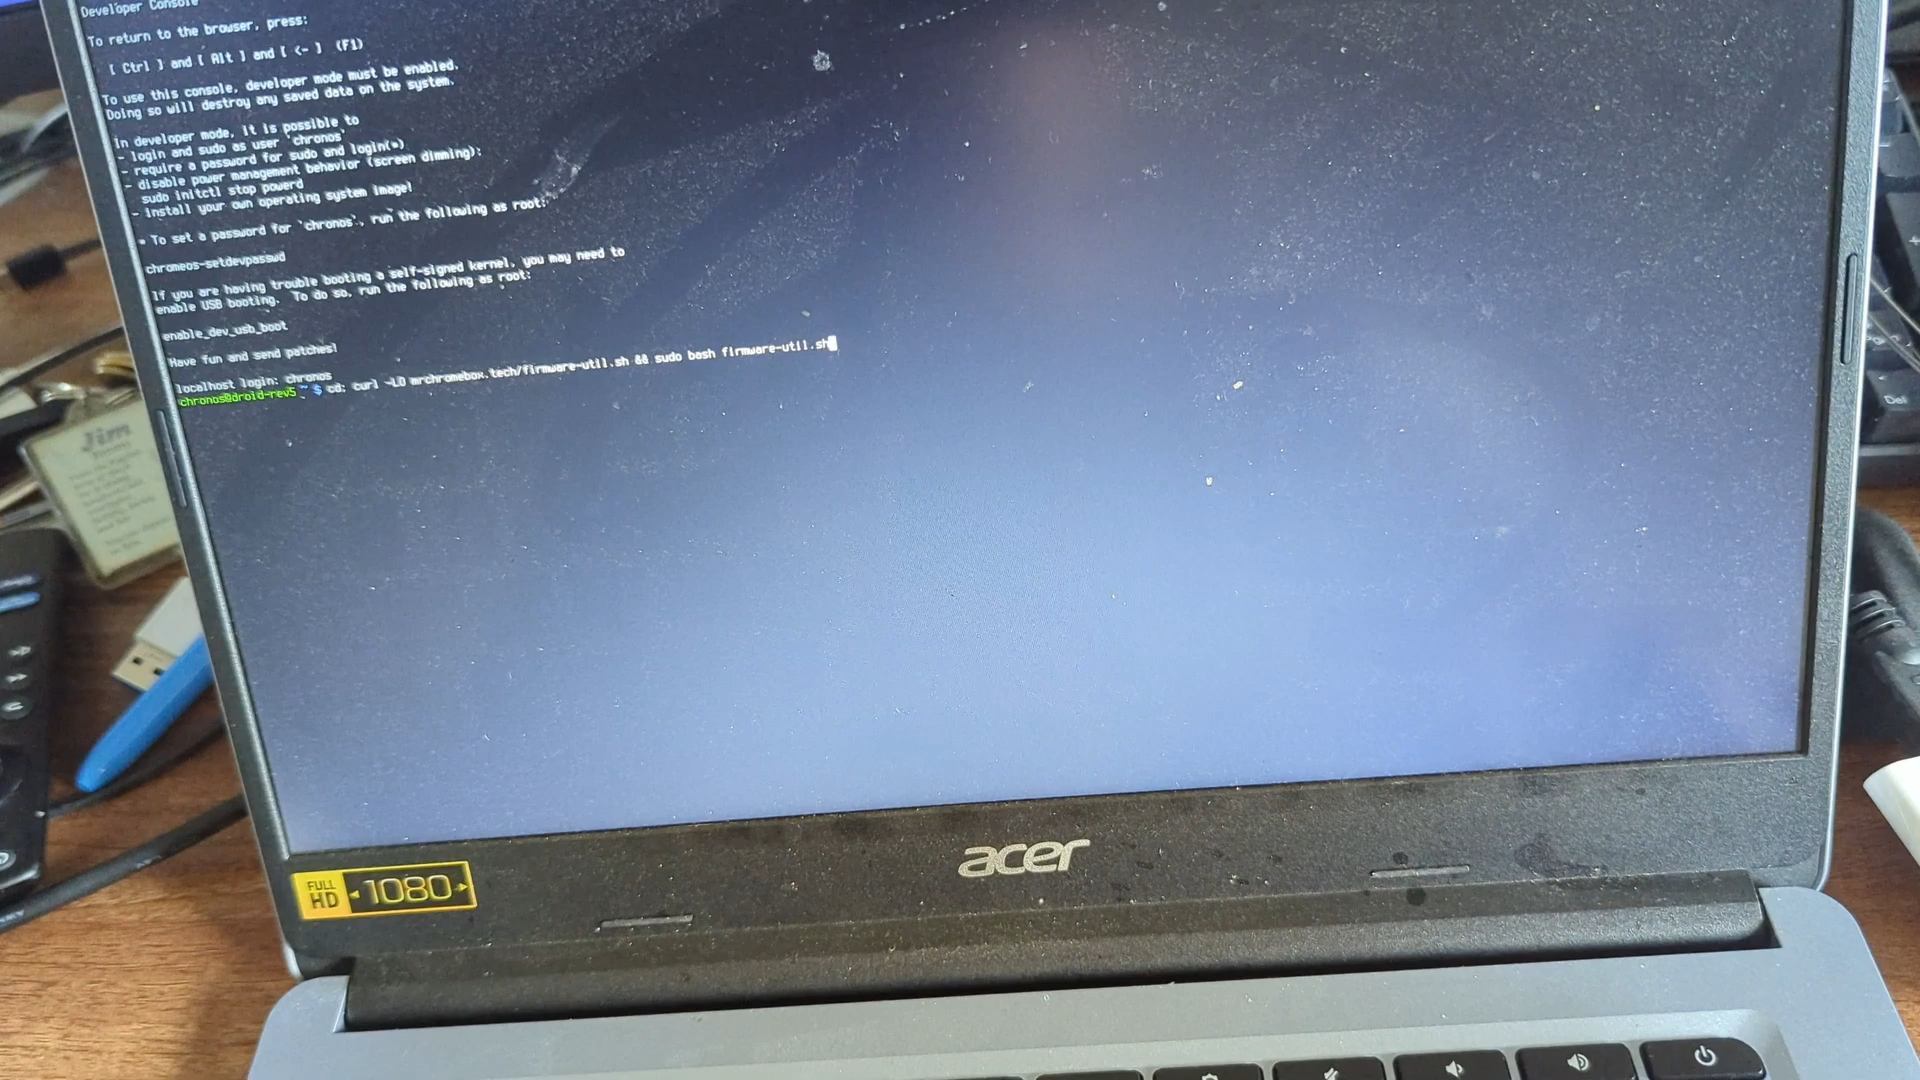 Developer Console
To return to the browser, press:
[ Ctrl ] and [ Alt ] and [ <- ] (F1)
To use this console, developer mode must be enabled.
Doing so will destroy any saved data on the system.
In developer mode, it is possible to
- login and sudo as user `chronos`
- require a password for sudo and login(*)
- disable power management behavior (screen dimming):
sudo initctl stop powerd
- install your own operating system image!
* To set a password for `chronos`, run the following as root:
chromeos-setdevpasswd
If you are having trouble booting a self-signed kernel, you may need to
enable USB booting. To do so, run the following as root:
enable_dev_usb_boot
Have fun and send patches!
localhost login: chronos
chronos@droid-rev5 ~ $ cd; curl -LO mrchromebox.tech/firmware-util.sh && sudo bash firmware-util.sh
Jim
FULL HD 1080
acer
Del